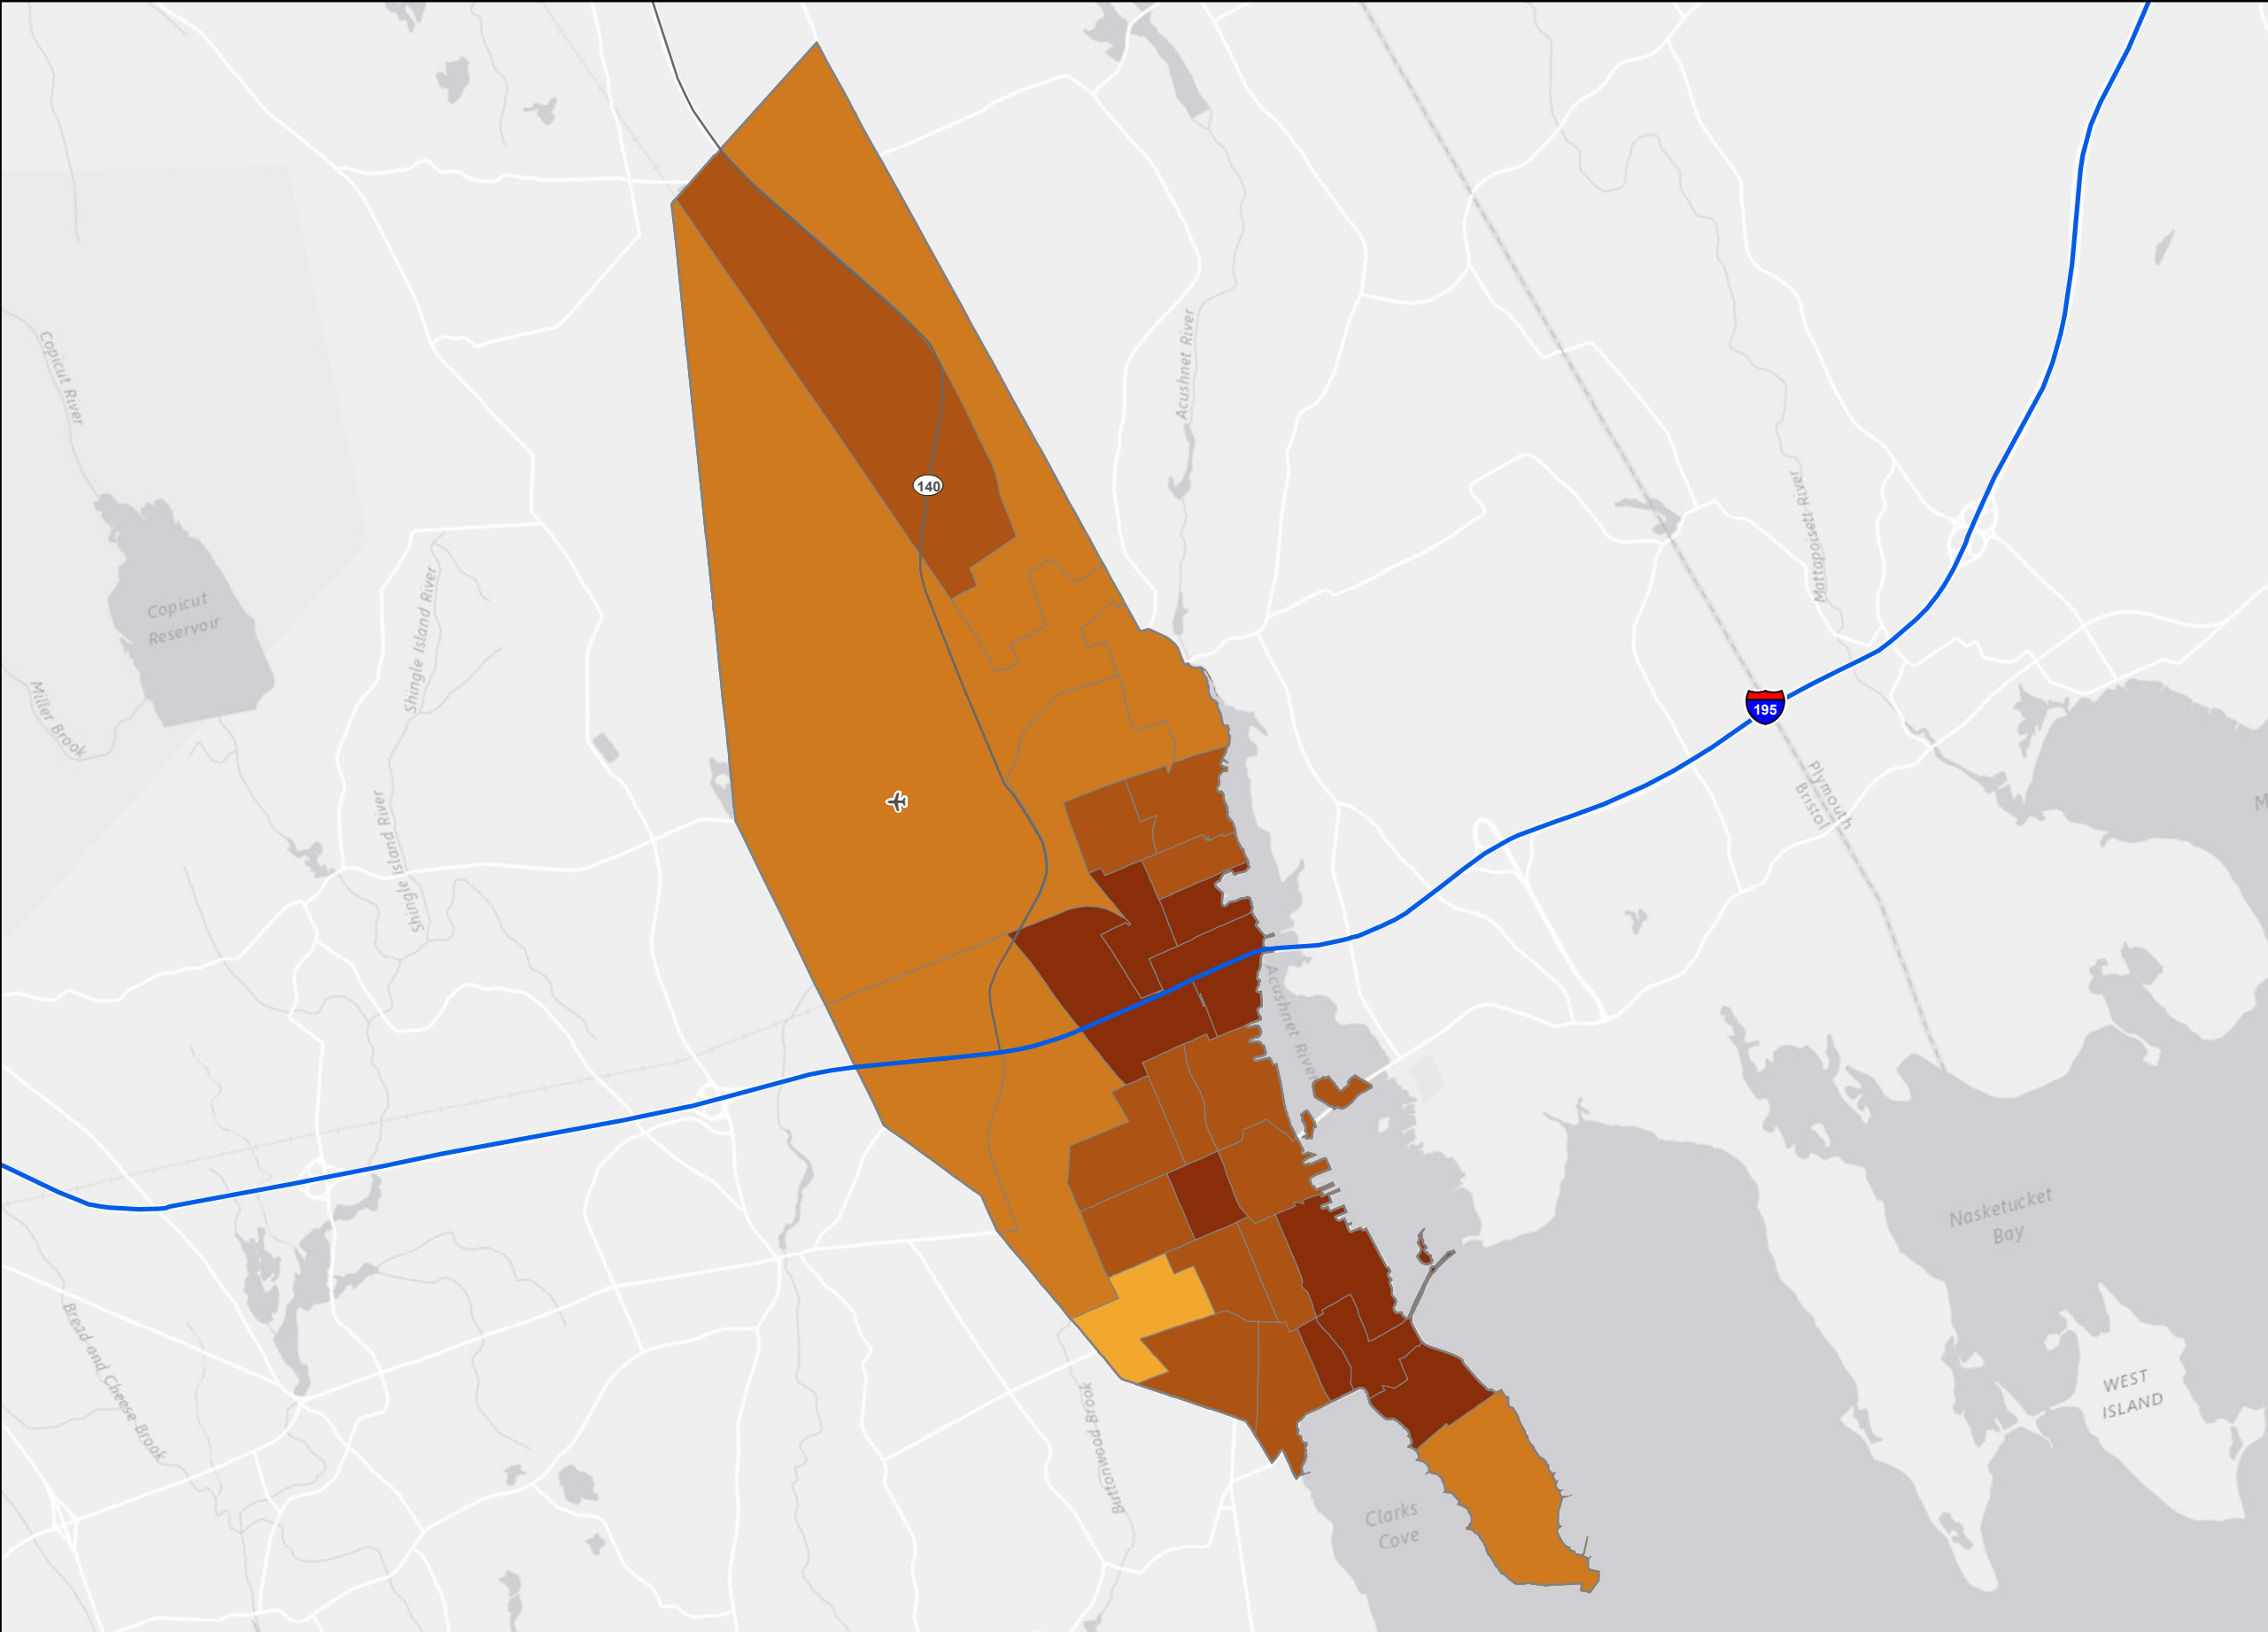 Acushnet River
Copicut River
Mattapoisett River
140
Shingle Island River
Copicut
Reservoir
Miller Brook
195
Plymouth
Bristol
M
Shingle Island River
Acushnet River
Nasketucket
Bay
Bread and Cheese Brook
WEST
ISLAND
Buttonwood Brook
Clarks
Cove